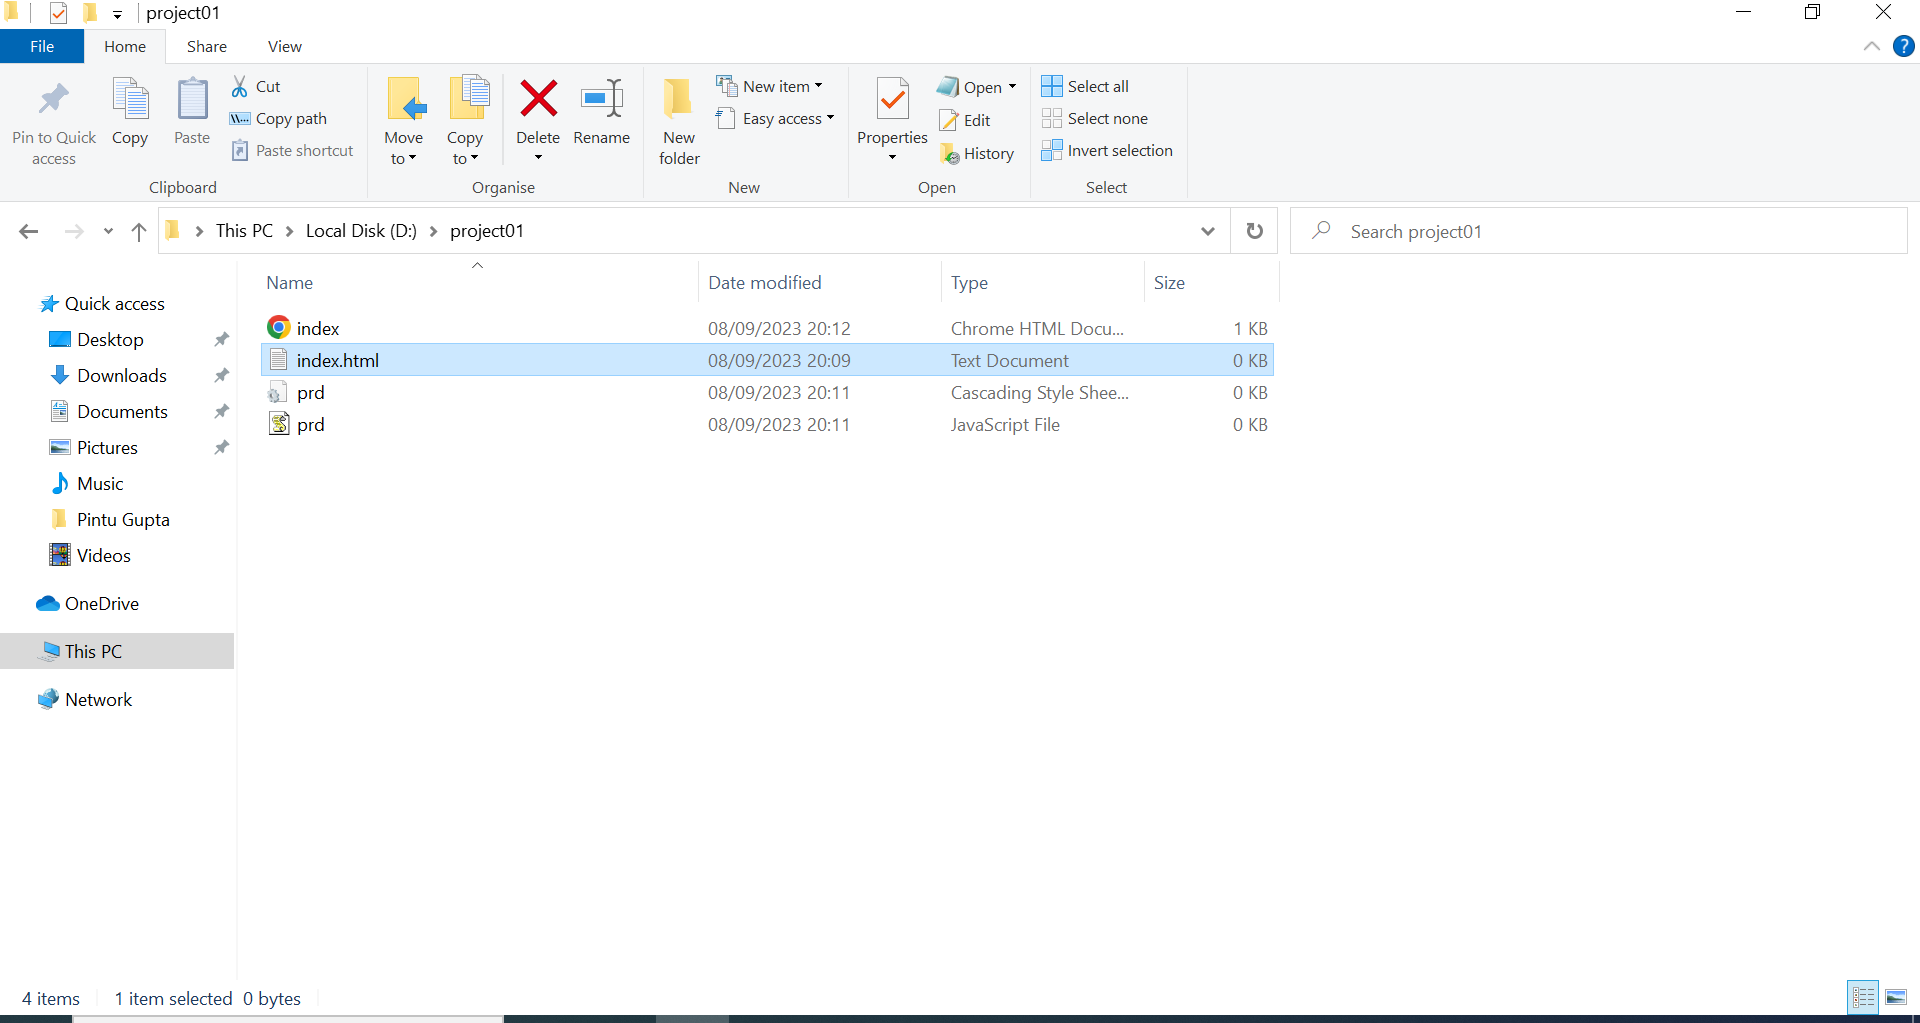 project01
File Home Share View
?
Pin to Quick access
Copy
Paste
Cut
Copy path
Paste shortcut
Clipboard
Move to
Copy to
Delete
Rename
Organise
New folder
New item
Easy access
New
Properties
Open
Edit
History
Open
Select all
Select none
Invert selection
Select
This PC Local Disk (D:) project01
Search project01
Name Date modified Type Size
index 08/09/2023 20:12 Chrome HTML Docu... 1 KB
index.html 08/09/2023 20:09 Text Document 0 KB
prd 08/09/2023 20:11 Cascading Style Shee... 0 KB
prd 08/09/2023 20:11 JavaScript File 0 KB
Quick access
Desktop
Downloads
Documents
Pictures
Music
Pintu Gupta
Videos
OneDrive
This PC
Network
4 items 1 item selected 0 bytes